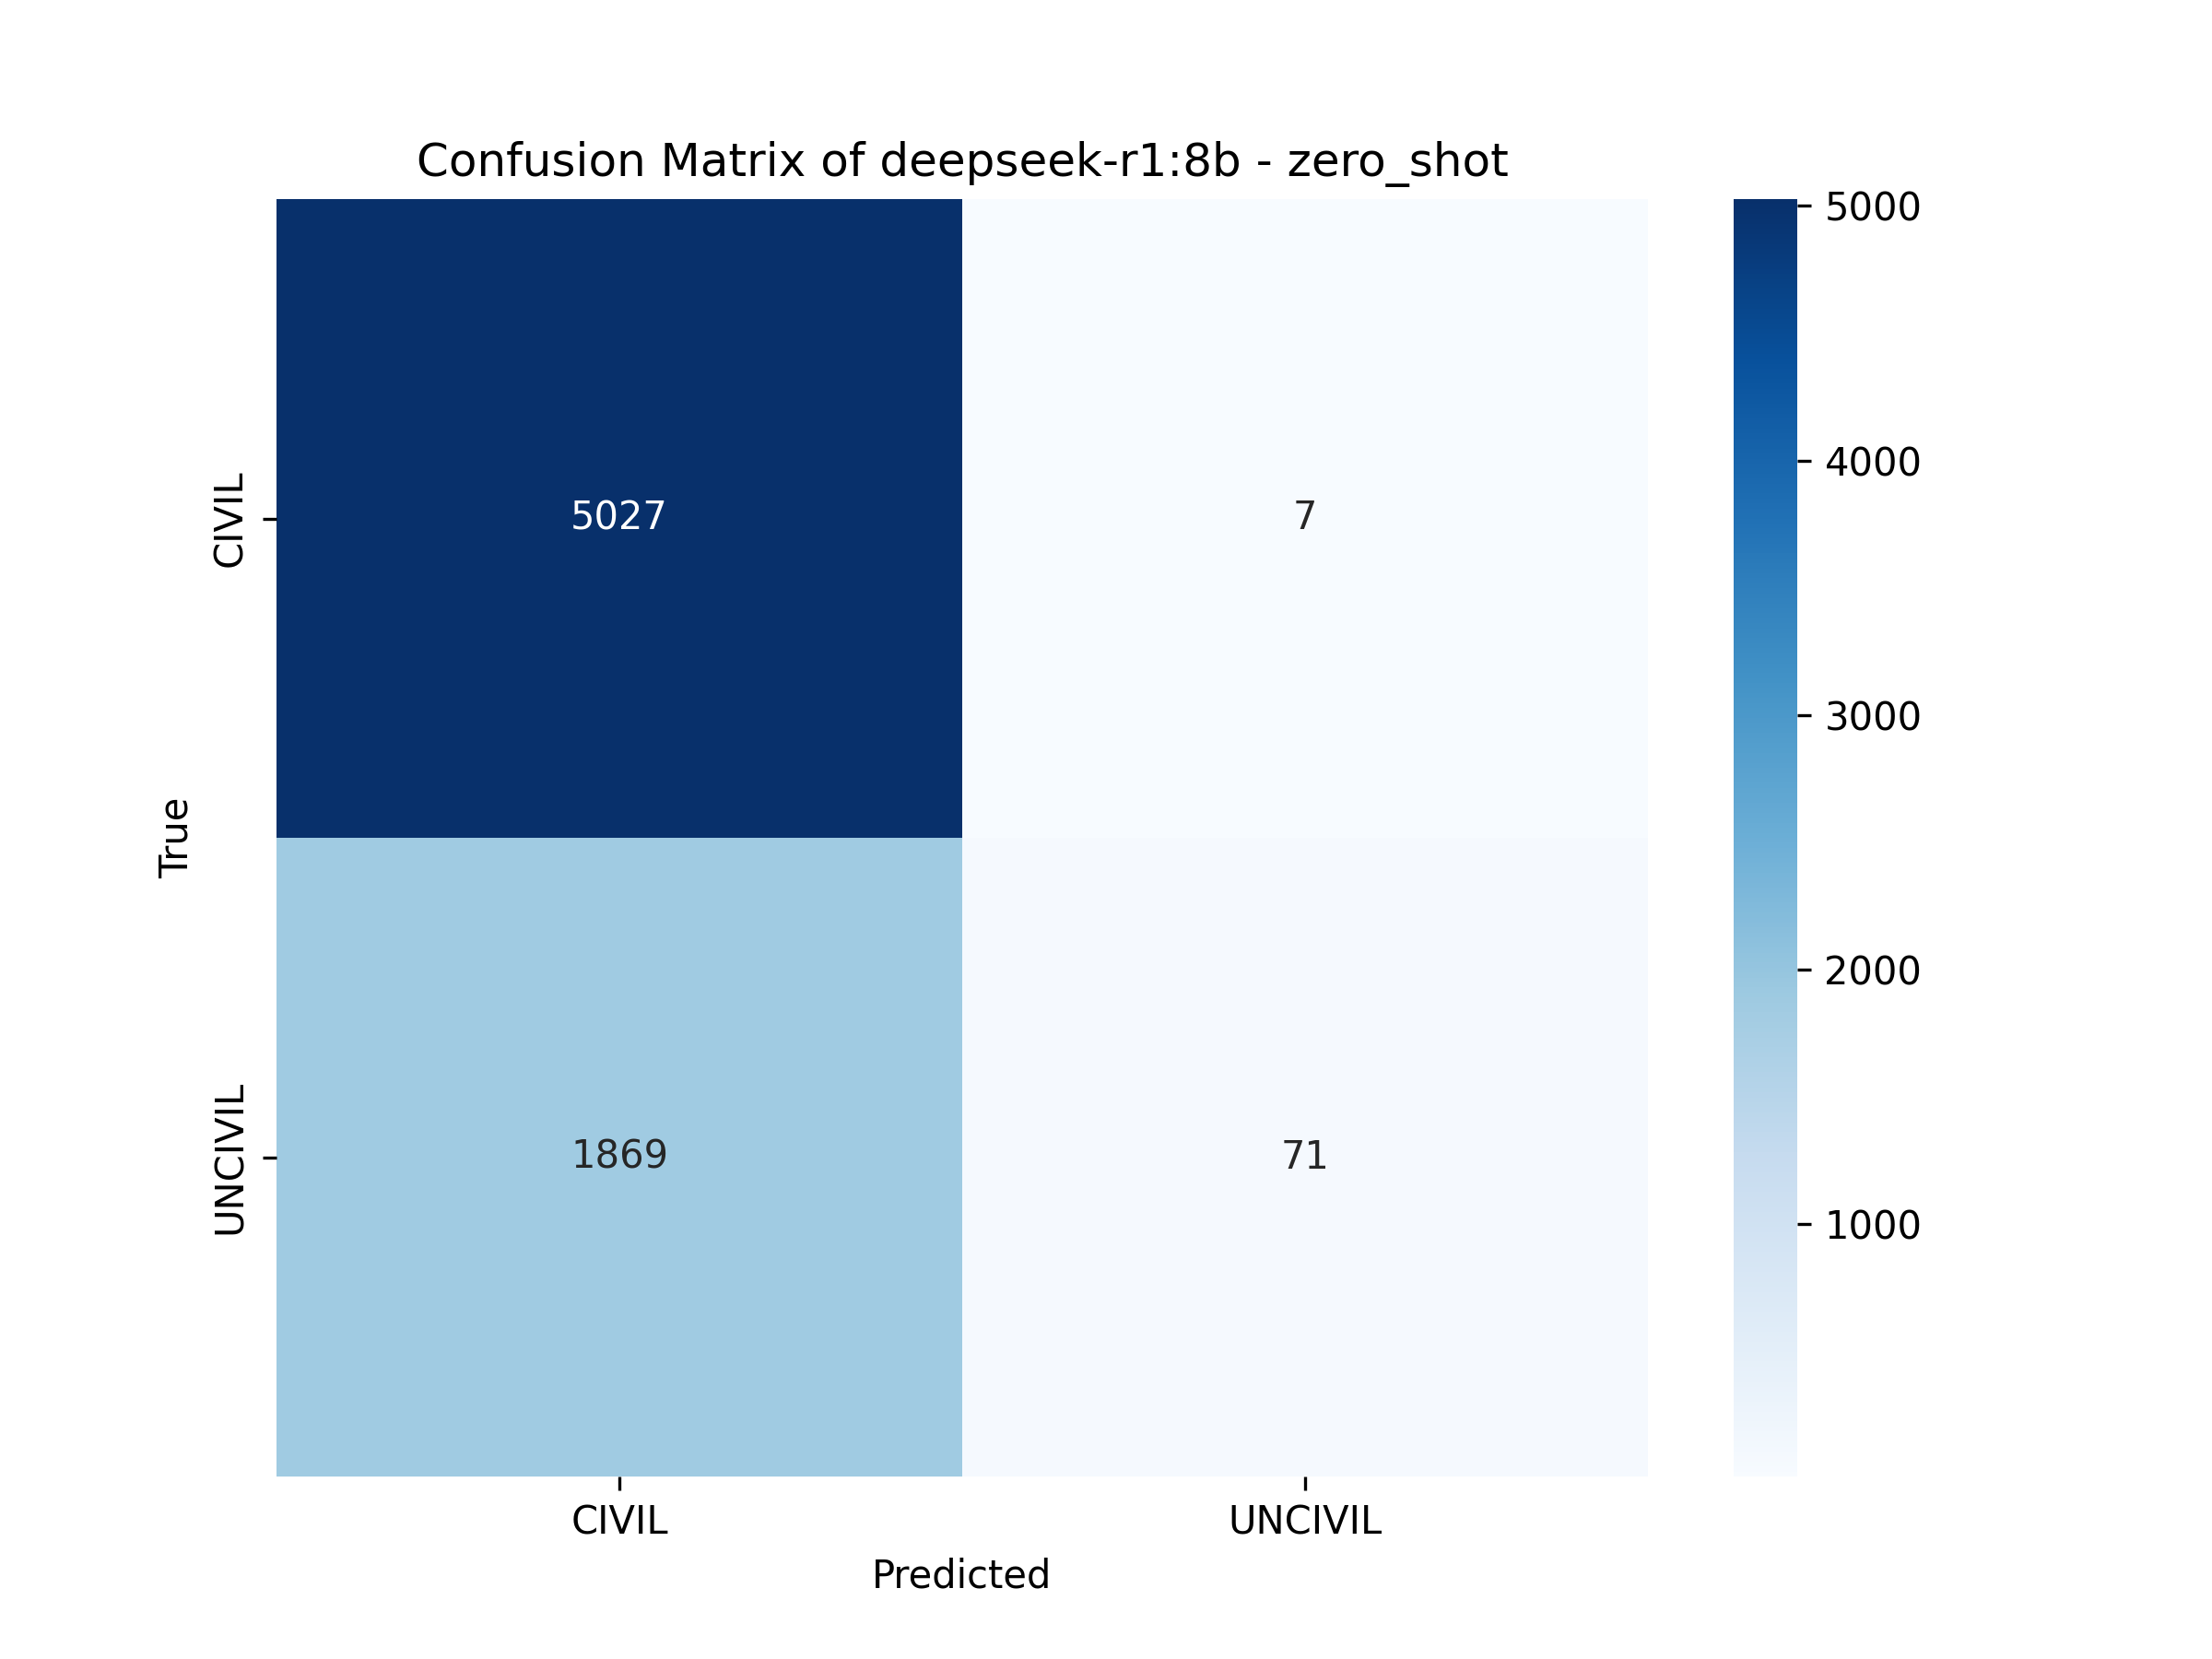 Confusion Matrix of deepseek-r1:8b - zero_shot
5000
4000
3000
2000
1000
True
CIVIL
5027
7
UNCIVIL
1869
71
CIVIL
UNCIVIL
Predicted